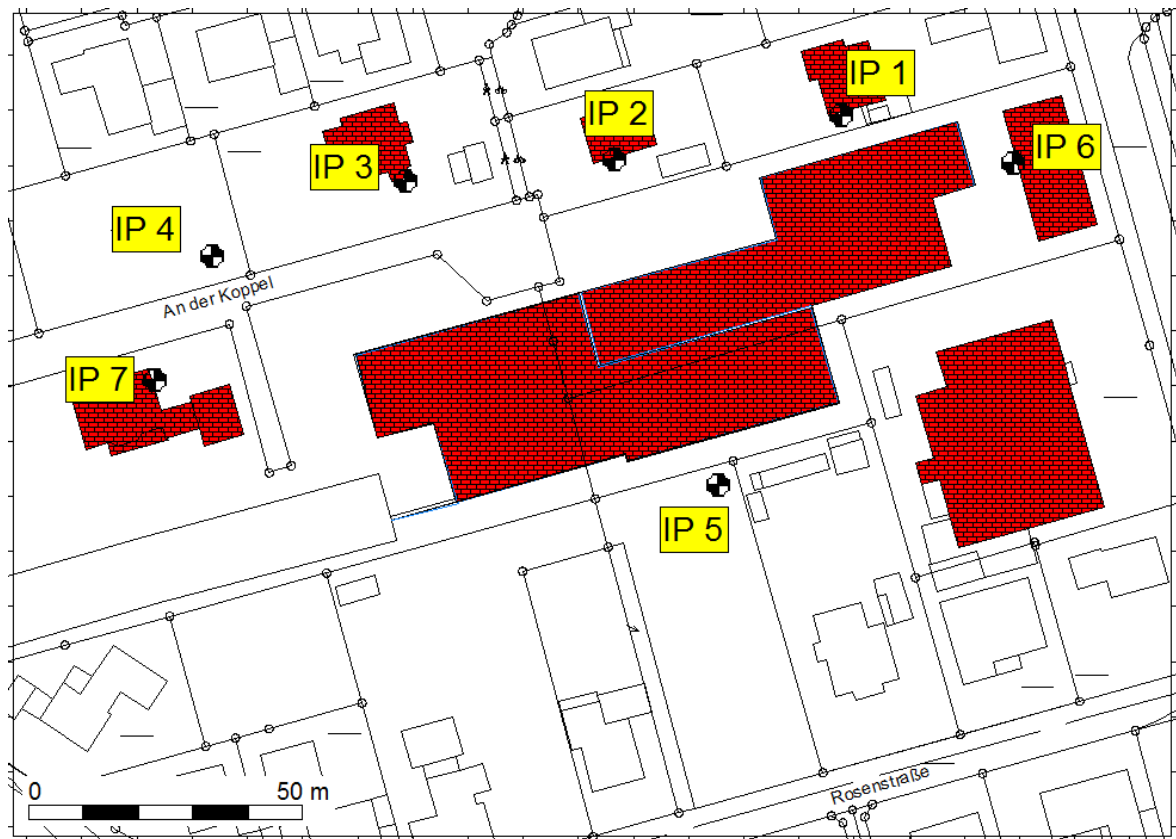 IP 1
IP 2
IP 3
IP 6
IP 4
An der Koppel
IP 7
IP 5
Rosenstraße
0 50 m